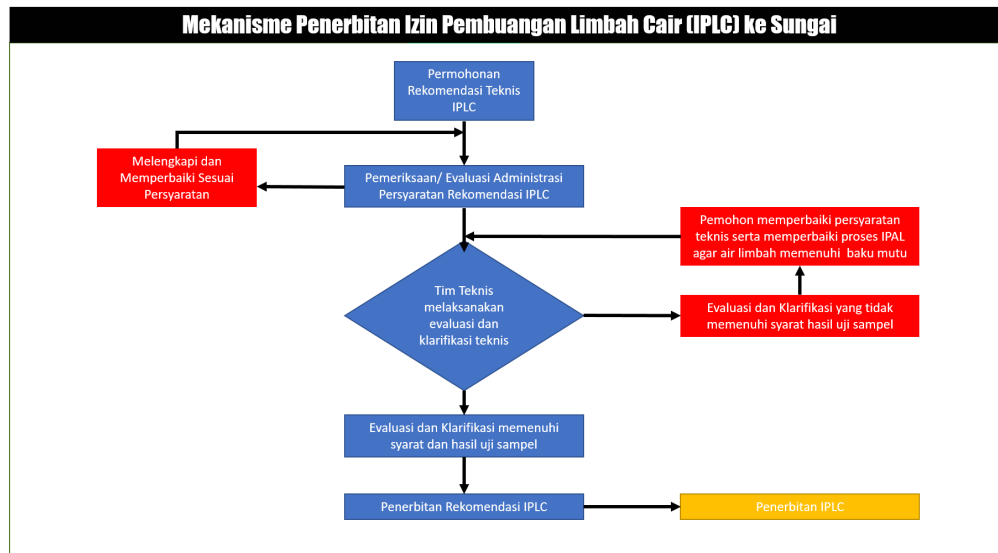 Mekanisme Penerbitan Izin Pembuangan Limbah Cair (IPLC) ke Sungai
Permohonan
Rekomendasi Teknis
IPLC
Melengkapi dan
Memperbaiki Sesuai
Persyaratan
Pemeriksaan/ Evaluasi Administrasi
Persyaratan Rekomendasi IPLC
Pemohon memperbaiki persyaratan
teknis serta memperbaiki proses IPAL
agar air limbah memenuhi baku mutu
Tim Teknis
melaksanakan
evaluasi dan
klarifikasi teknis
Evaluasi dan Klarifikasi yang tidak
memenuhi syarat hasil uji sampel
Evaluasi dan Klarifikasi memenuhi
syarat dan hasil uji sampel
Penerbitan Rekomendasi IPLC
Penerbitan IPLC